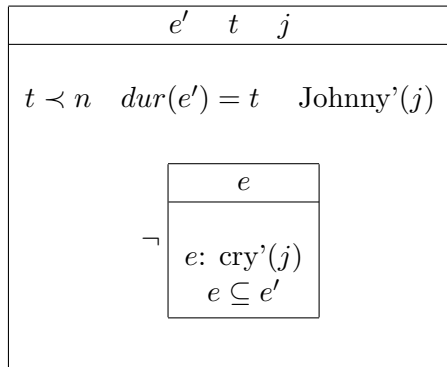 e′ t j
t ≺ n dur(e′) = t Johnny’(j)
e
¬
e: cry’(j)
e ⊆ e′